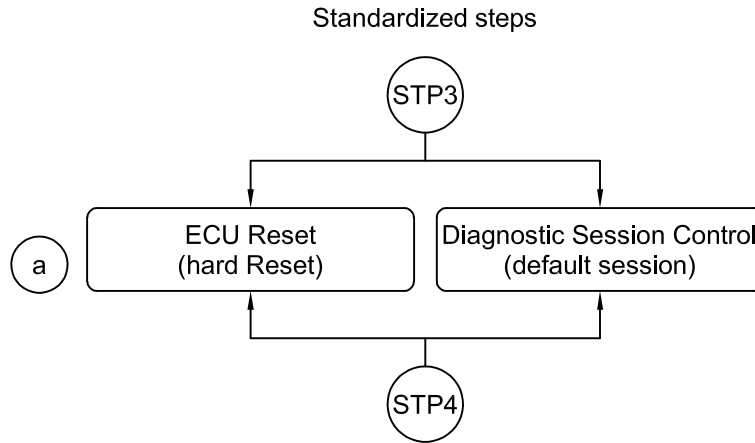 Standardized steps
STP3
ECU Reset
(hard Reset)
Diagnostic Session Control
(default session)
a
STP4